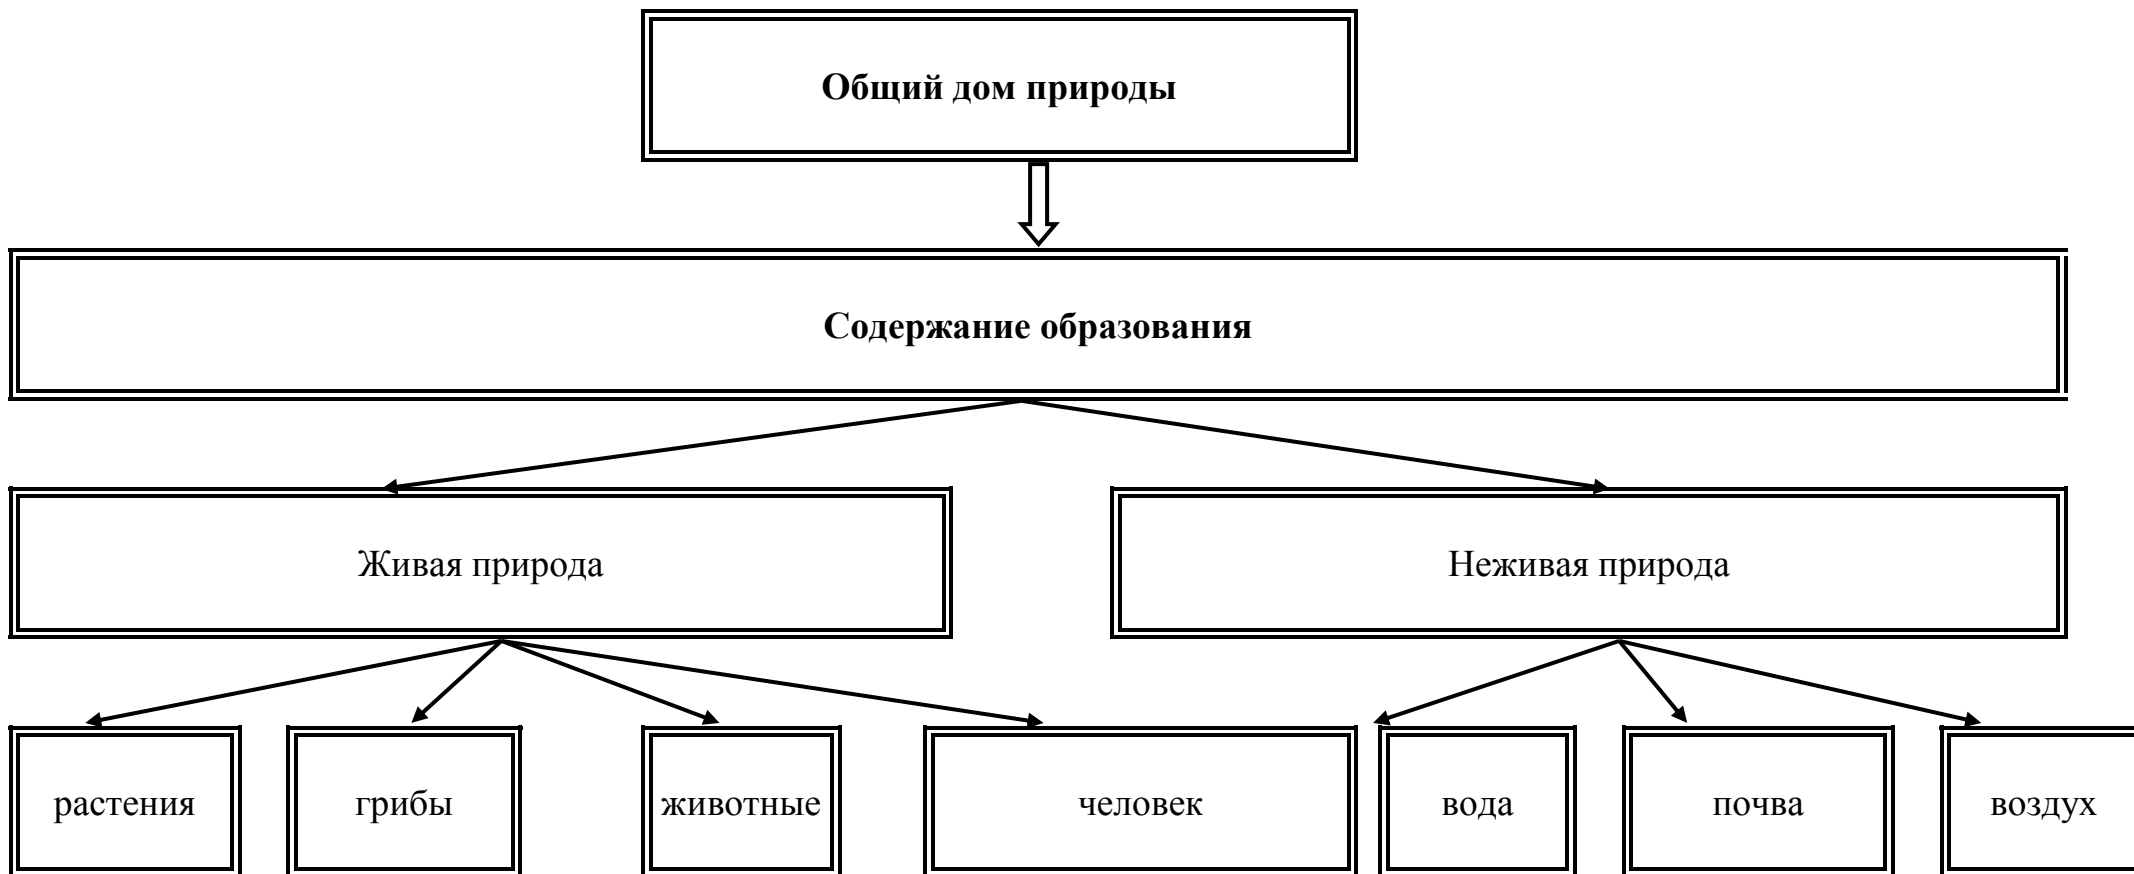 Общий дом природы
Содержание образования
Живая природа
Неживая природа
растения
грибы
животные
человек
вода
почва
воздух